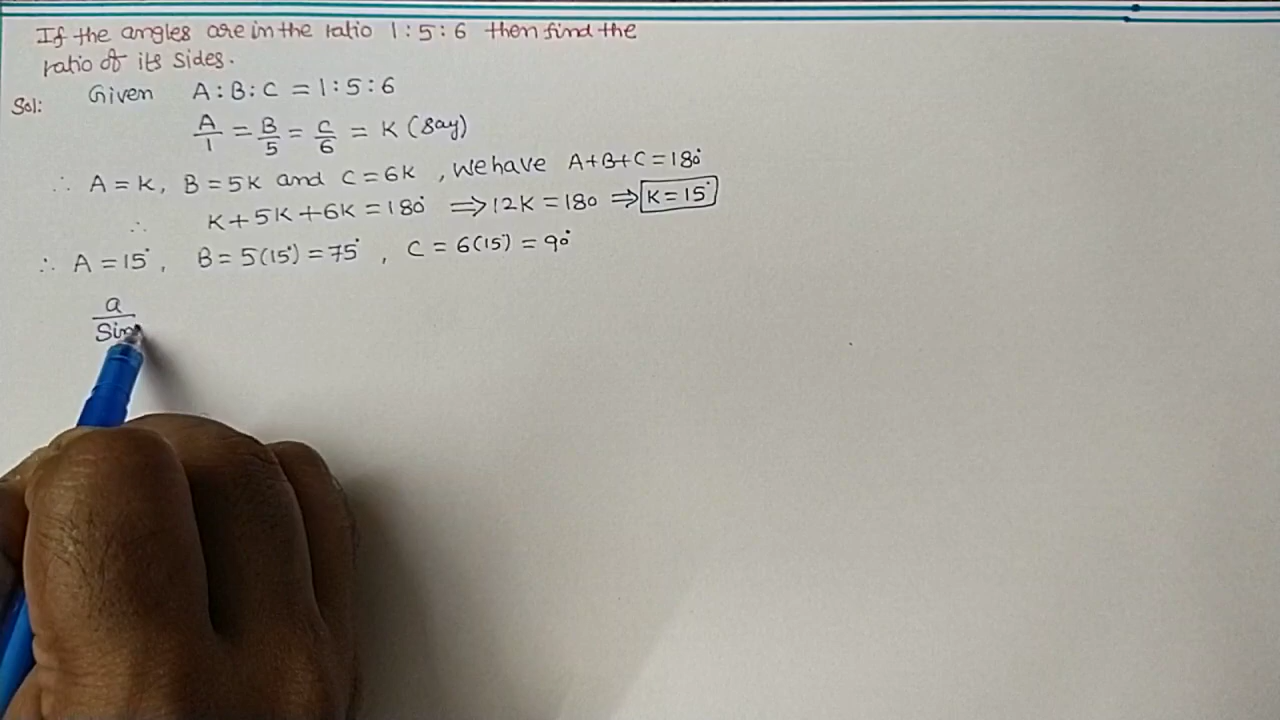 If the angles are in the ratio 1:5:6 then find the
ratio of its sides.
Sol: Given A:B:C = 1:5:6
A/1 = B/5 = C/6 = K (say)
∴ A = K, B = 5K and C = 6K, We have A+B+C = 180°
∴ K+5K+6K = 180° ⟹ 12K = 180 ⟹ K = 15°
∴ A = 15°, B = 5(15°) = 75°, C = 6(15°) = 90°
a/Sin